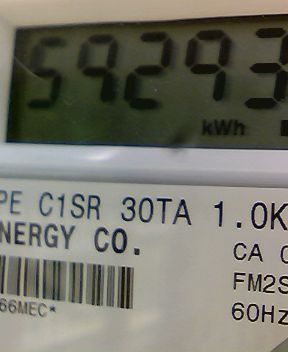 59293
kWh
PE C1SR 30TA 1.0K
NERGY CO.
CA
FM2S
66MEC*
60Hz